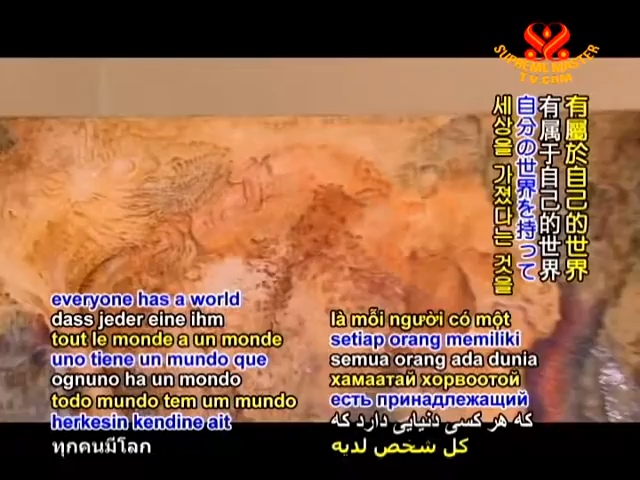 SUPREME MASTER
TV.COM
有屬於自己的世界
有属于自己的世界
自分の世界を持って
세상을 가졌다는 것을
everyone has a world
dass jeder eine ihm
tout le monde a un monde
uno tiene un mundo que
ognuno ha un mondo
todo mundo tem um mundo
herkesin kendine ait
ทุกคนมีโลก
là mỗi người có một
setiap orang memiliki
semua orang ada dunia
хамаатай хорвоотой
есть принадлежащий
که هر کسی دنیایی دارد که
كل شخص لديه